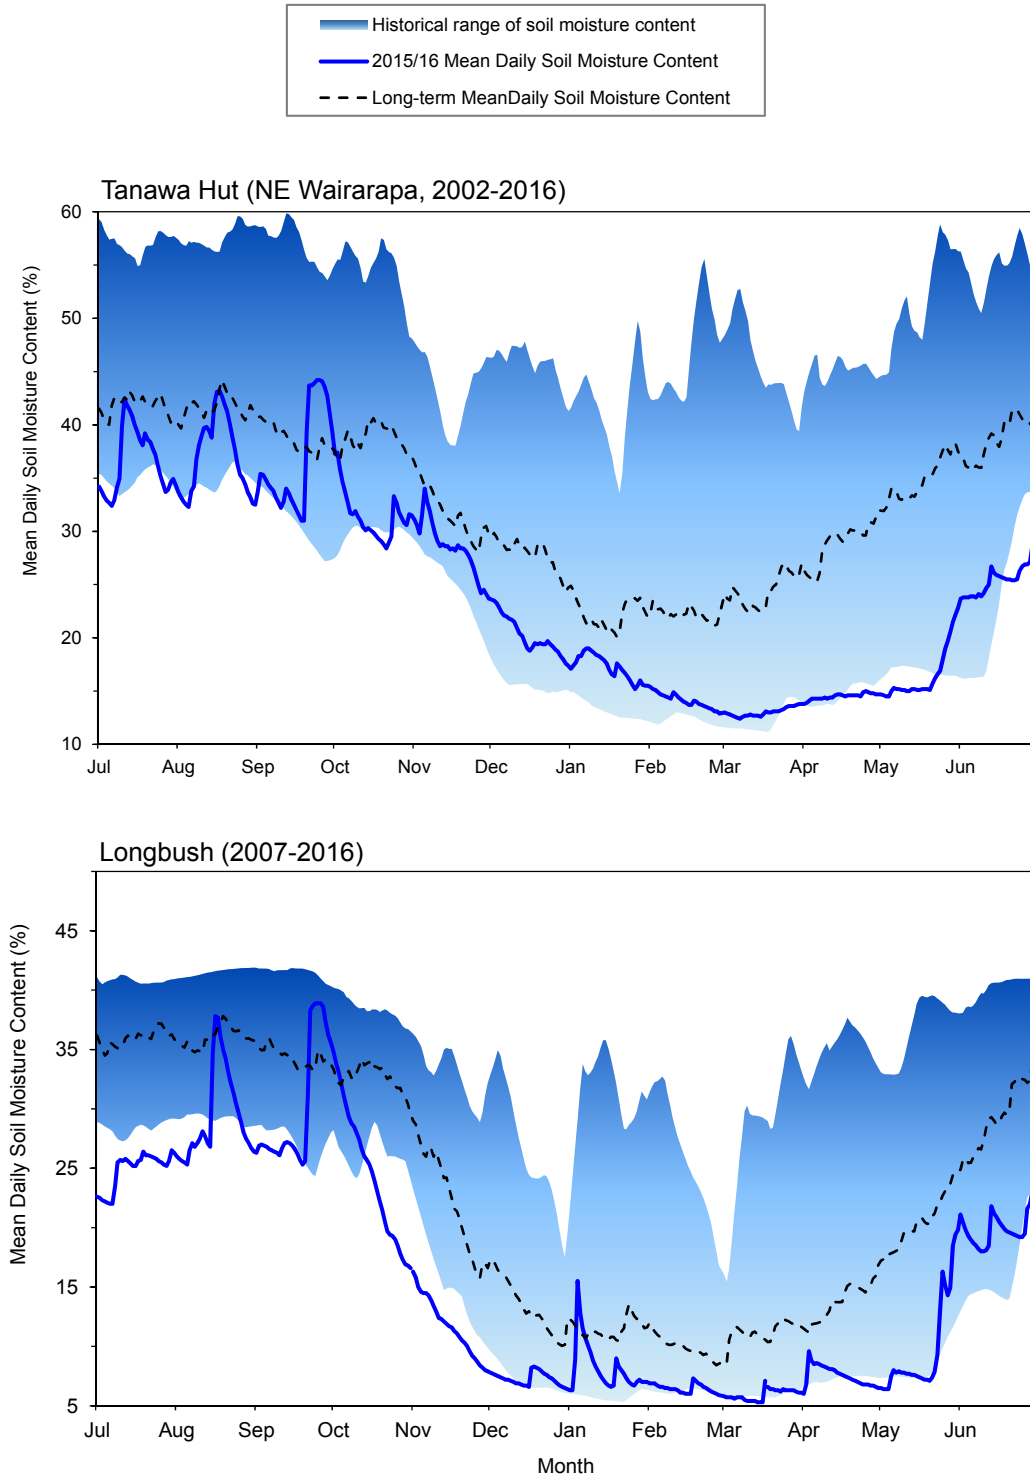 Historical range of soil moisture content
2015/16 Mean Daily Soil Moisture Content
Long-term MeanDaily Soil Moisture Content
Tanawa Hut (NE Wairarapa, 2002-2016)
Mean Daily Soil Moisture Content (%)
60
50
40
30
20
10
Jul Aug Sep Oct Nov Dec Jan Feb Mar Apr May Jun
Longbush (2007-2016)
Mean Daily Soil Moisture Content (%)
45
35
25
15
5
Jul Aug Sep Oct Nov Dec Jan Feb Mar Apr May Jun
Month